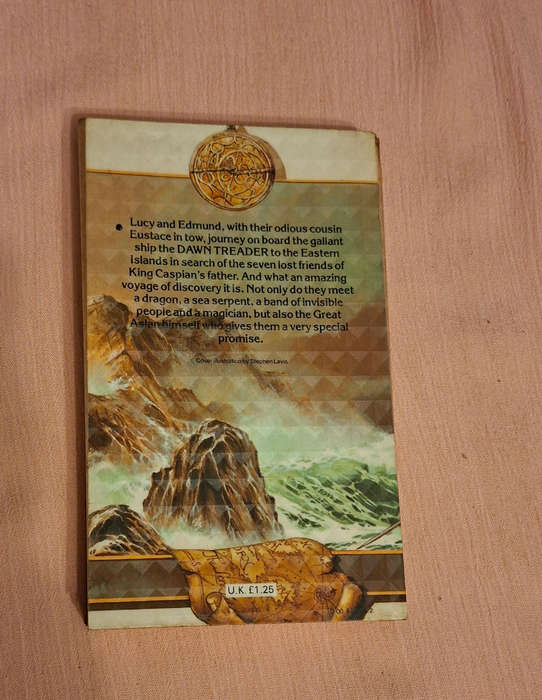 Lucy and Edmund, with their odious cousin
Eustace in tow, journey on board the gallant
ship the DAWN TREADER to the Eastern
Islands in search of the seven lost friends of
King Caspian's father. And what an amazing
voyage of discovery it is. Not only do they meet
a dragon, a sea serpent, a band of invisible
people and a magician, but also the Great
Aslan himself who gives them a very special
promise.
Cover illustration by Stephen Lavis
U.K. £1.25